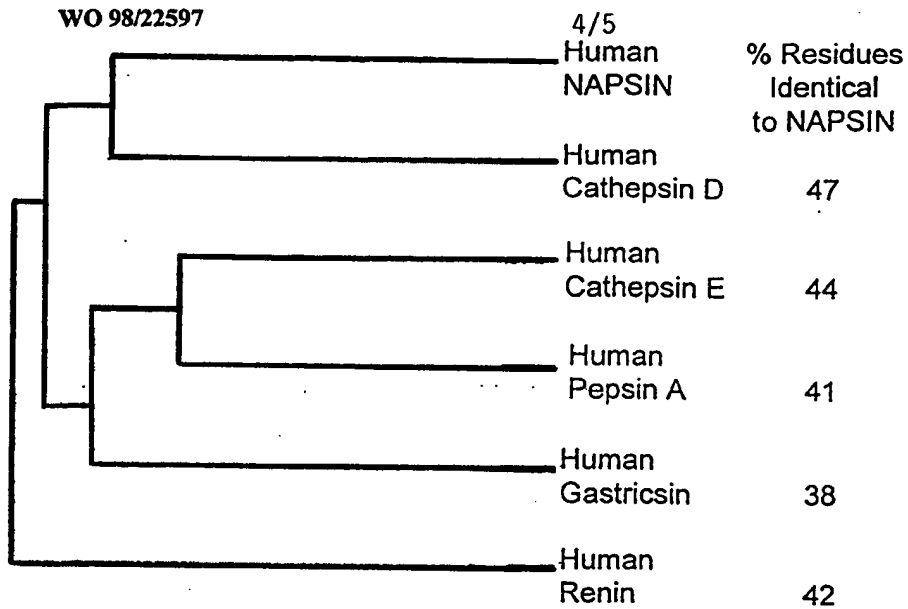 WO 98/22597
4/5
Human
NAPSIN
% Residues
Identical
to NAPSIN
Human
Cathepsin D 47
Human
Cathepsin E 44
Human
Pepsin A 41
Human
Gastricsin 38
Human
Renin 42